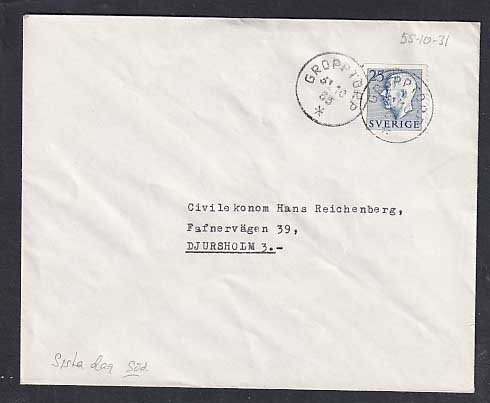 55-10-31
GROPPTORP
31 10
55
25
GROPPTORP
SVERIGE
Civilekonom Hans Reichenberg,
Fafnervägen 39,
DJURSHOLM 3.-
Sista dag Söd